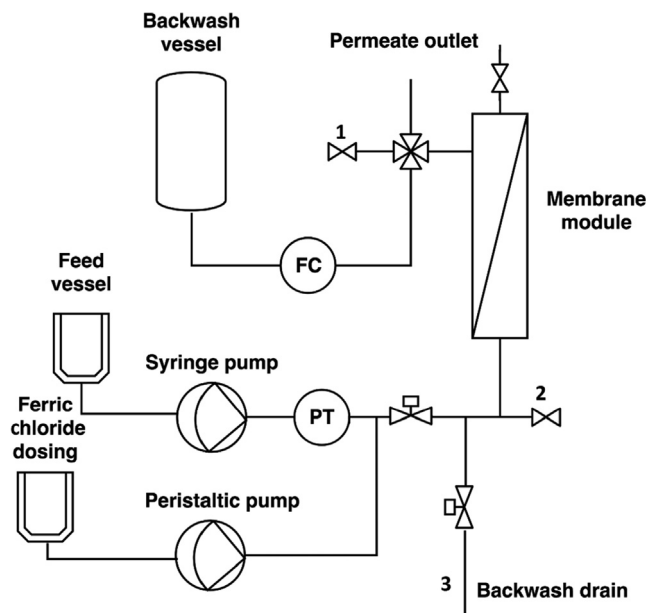 Backwash
vessel
Permeate outlet
1
Membrane
module
FC
Feed
vessel
Syringe pump
2
PT
Ferric
chloride
dosing
Peristaltic pump
3
Backwash drain